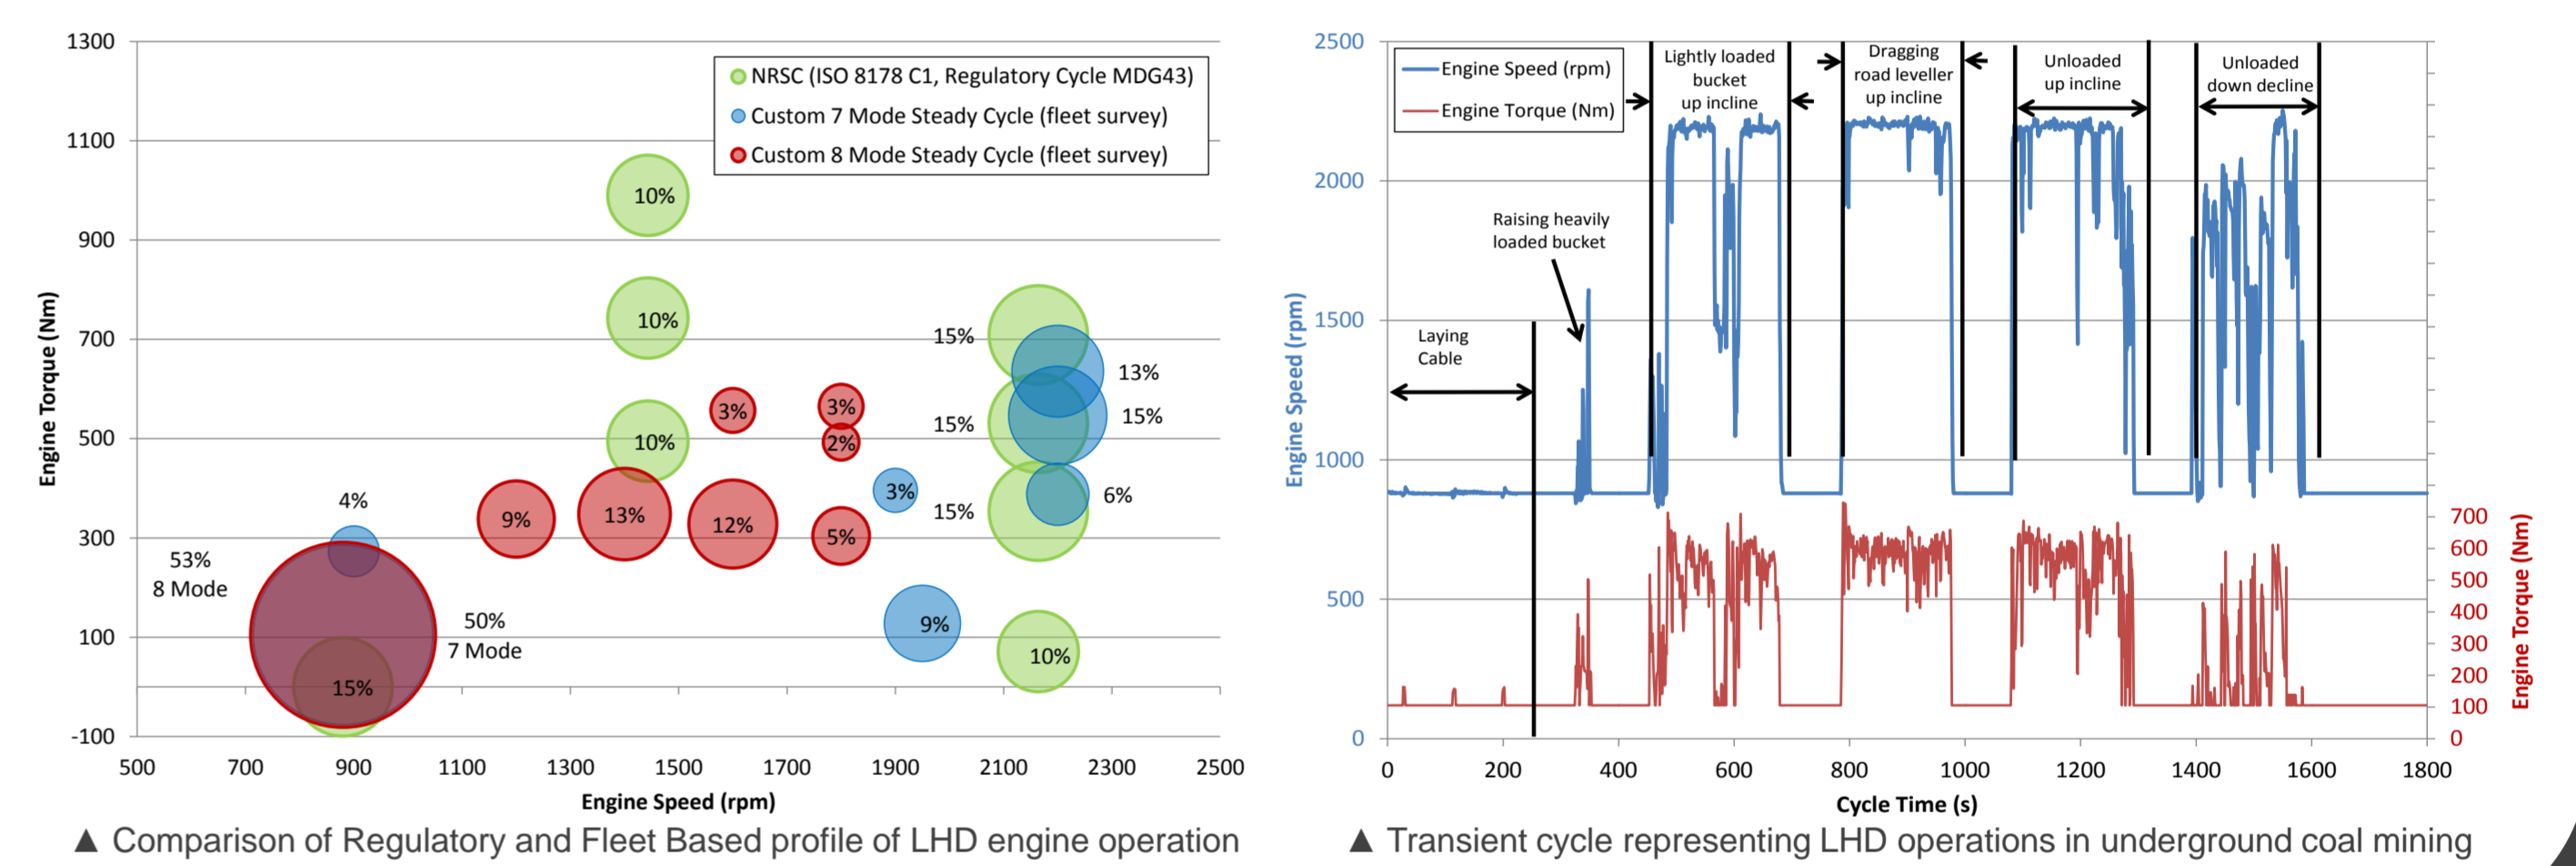 1300
1100
900
700
500
300
100
-100
Engine Torque (Nm)
NRSC (ISO 8178 C1, Regulatory Cycle MDG43)
Custom 7 Mode Steady Cycle (fleet survey)
Custom 8 Mode Steady Cycle (fleet survey)
10%
10%
10%
15%
15%
15%
13%
15%
6%
3%
3%
2%
3%
9%
13%
12%
5%
4%
53%
8 Mode
50%
7 Mode
15%
9%
10%
500 700 900 1100 1300 1500 1700 1900 2100 2300 2500
Engine Speed (rpm)
▲ Comparison of Regulatory and Fleet Based profile of LHD engine operation
2500
2000
1500
1000
500
0
Engine Speed (rpm)
Engine Speed (rpm)
Engine Torque (Nm)
Laying
Cable
Raising heavily
loaded bucket
Lightly loaded
bucket
up incline
Dragging
road leveller
up incline
Unloaded
up incline
Unloaded
down decline
700
600
500
400
300
200
100
0
Engine Torque (Nm)
0 200 400 600 800 1000 1200 1400 1600 1800
Cycle Time (s)
▲ Transient cycle representing LHD operations in underground coal mining